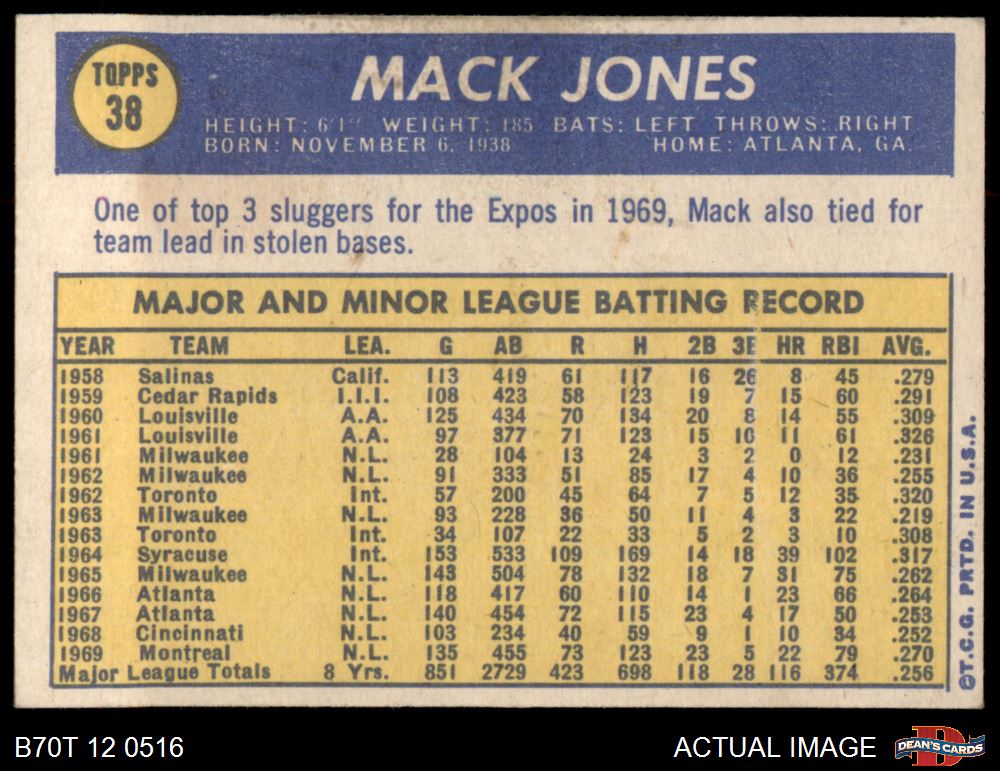 TOPPS
38
MACK JONES
HEIGHT: 6'1" WEIGHT: 185 BATS: LEFT THROWS: RIGHT
BORN: NOVEMBER 6, 1938 HOME: ATLANTA, GA.
One of top 3 sluggers for the Expos in 1969, Mack also tied for
team lead in stolen bases.
MAJOR AND MINOR LEAGUE BATTING RECORD
YEAR TEAM LEA. G AB R H 2B 3B HR RBI AVG.
1958 Salinas Calif. 113 419 61 117 16 26 8 45 .279
1959 Cedar Rapids I.I.I. 108 423 58 123 19 7 15 60 .291
1960 Louisville A.A. 125 434 70 134 20 8 14 55 .309
1961 Louisville A.A. 97 377 71 123 15 10 11 61 .326
1961 Milwaukee N.L. 28 104 13 24 3 2 0 12 .231
1962 Milwaukee N.L. 91 333 51 85 17 4 10 36 .255
1962 Toronto Int. 57 200 45 64 7 5 12 35 .320
1963 Milwaukee N.L. 93 228 36 50 11 4 3 22 .219
1963 Toronto Int. 34 107 22 33 5 2 3 10 .308
1964 Syracuse Int. 153 533 109 169 14 18 39 102 .317
1965 Milwaukee N.L. 143 504 78 132 18 7 31 75 .262
1966 Atlanta N.L. 118 417 60 110 14 1 23 66 .264
1967 Atlanta N.L. 140 454 72 115 23 4 17 50 .253
1968 Cincinnati N.L. 103 234 40 59 9 1 10 34 .252
1969 Montreal N.L. 135 455 73 123 23 5 22 79 .270
Major League Totals 8 Yrs. 851 2729 423 698 118 28 116 374 .256
©T.C.G. PRTD. IN U.S.A.
B70T 12 0516
ACTUAL IMAGE
DEAN'S CARDS